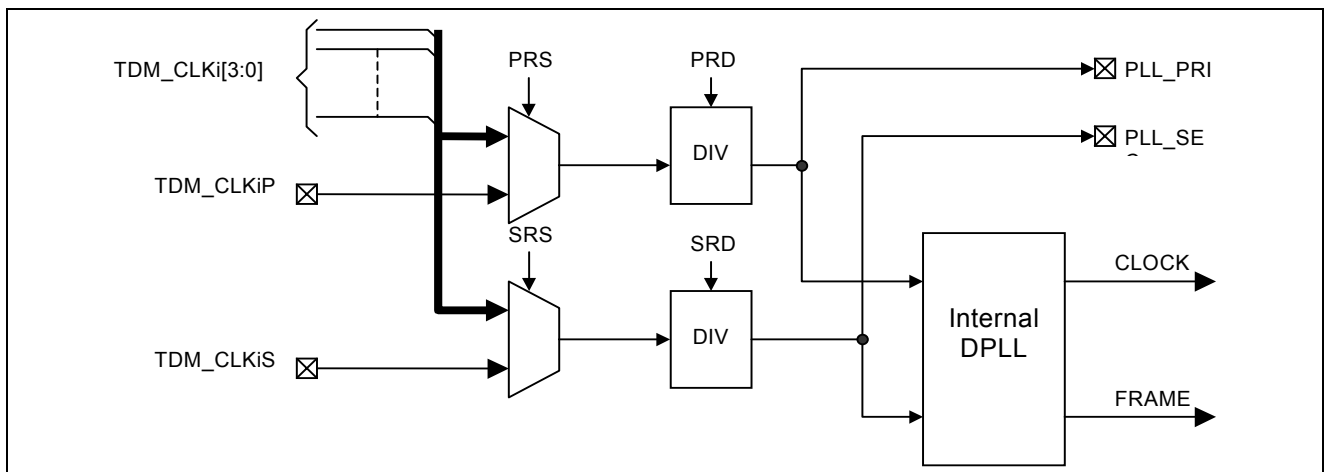 TDM_CLKi[3:0]
PRS
PRD
PLL_PRI
DIV
PLL_SE
TDM_CLKiP
SRS
SRD
CLOCK
Internal
DPLL
DIV
TDM_CLKiS
FRAME